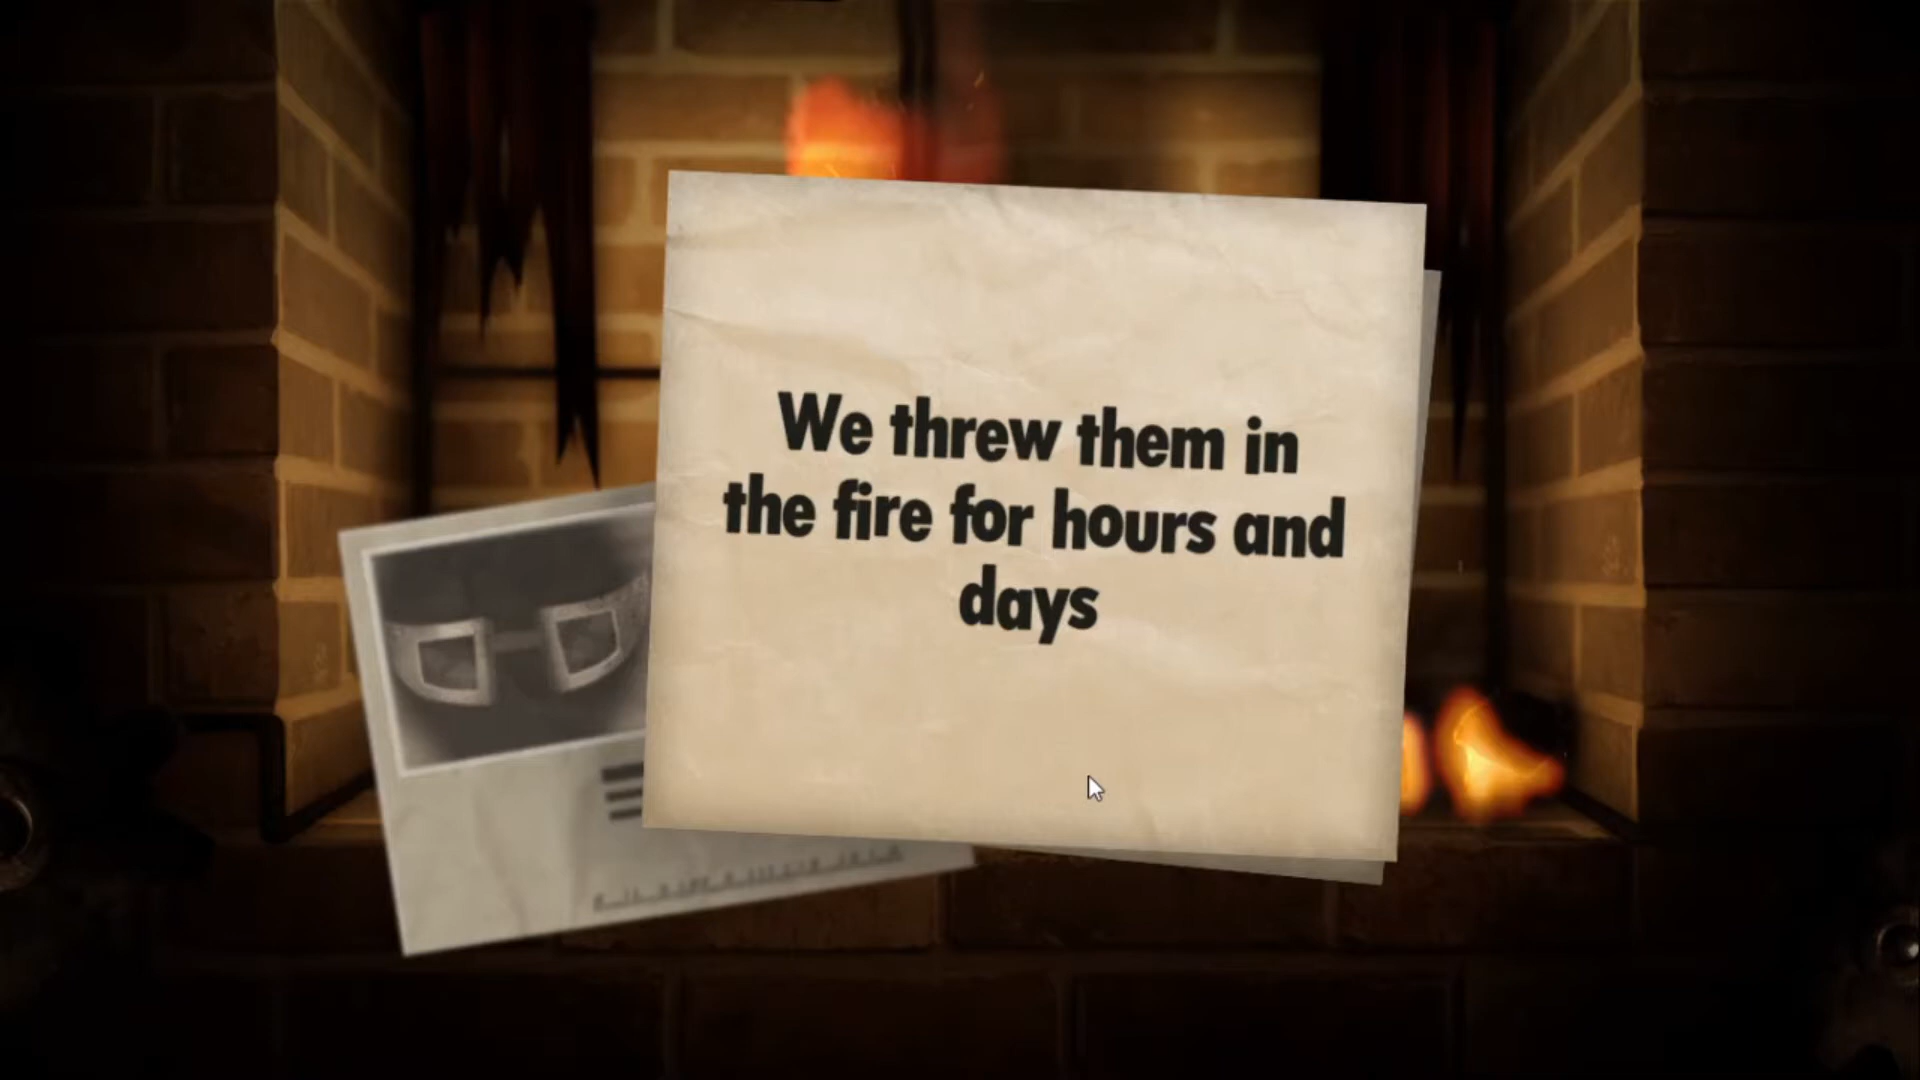 We threw them in
the fire for hours and
days